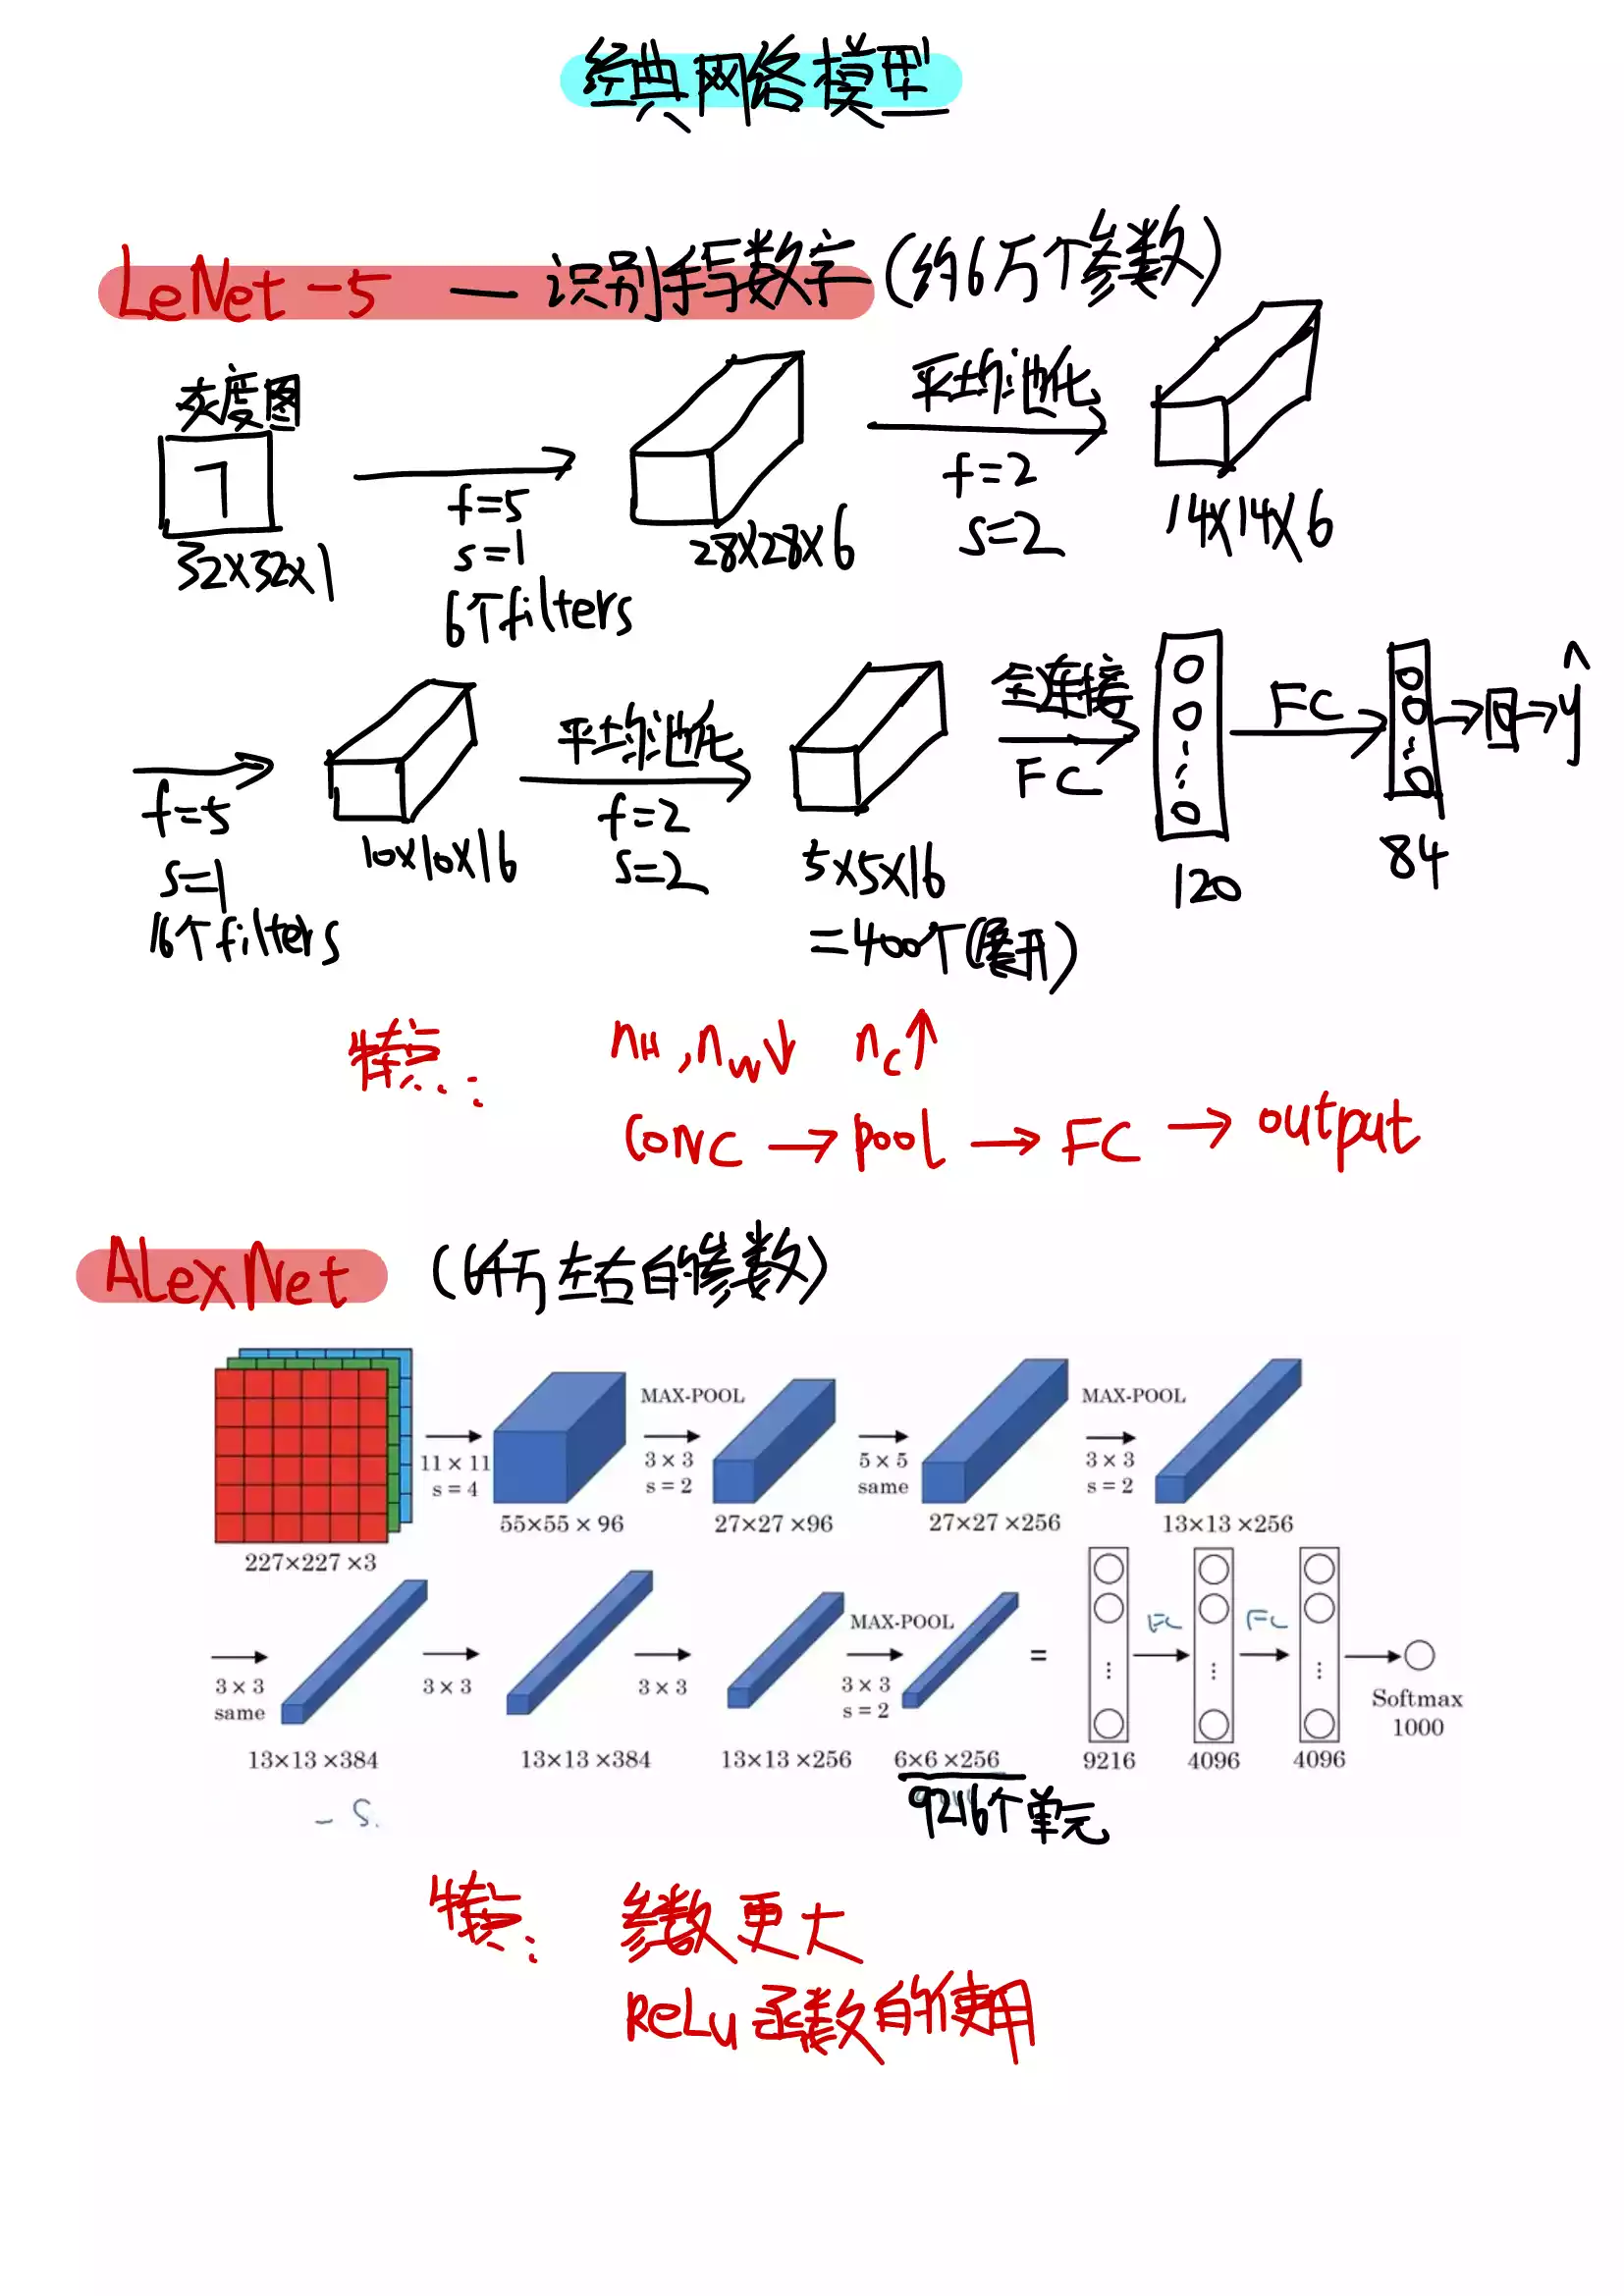 经典网络模型
LeNet-5 — 识别手写数字 (约6万个参数)
灰度图
7
32×32×1
f=5
s=1
6个filters
28×28×6
平均池化
f=2
s=2
14×14×6
f=5
s=1
16个filters
10×10×16
平均池化
f=2
s=2
5×5×16
=400个(展开)
全连接
FC
120
FC
84
ŷ
特点:
nH, nW↓ nC↑
conc → pool → FC → output
ALexNet (6千万左右的参数)
227×227×3
11 × 11
s = 4
55×55 × 96
MAX-POOL
3 × 3
s = 2
27×27 ×96
5 × 5
same
27×27 ×256
MAX-POOL
3 × 3
s = 2
13×13 ×256
3 × 3
same
13×13 ×384
3 × 3
13×13 ×384
3 × 3
13×13 ×256
MAX-POOL
3 × 3
s = 2
6×6 ×256
9216个单元
=
9216
FC
4096
FC
4096
Softmax
1000
特点:
参数更大
ReLu函数的使用